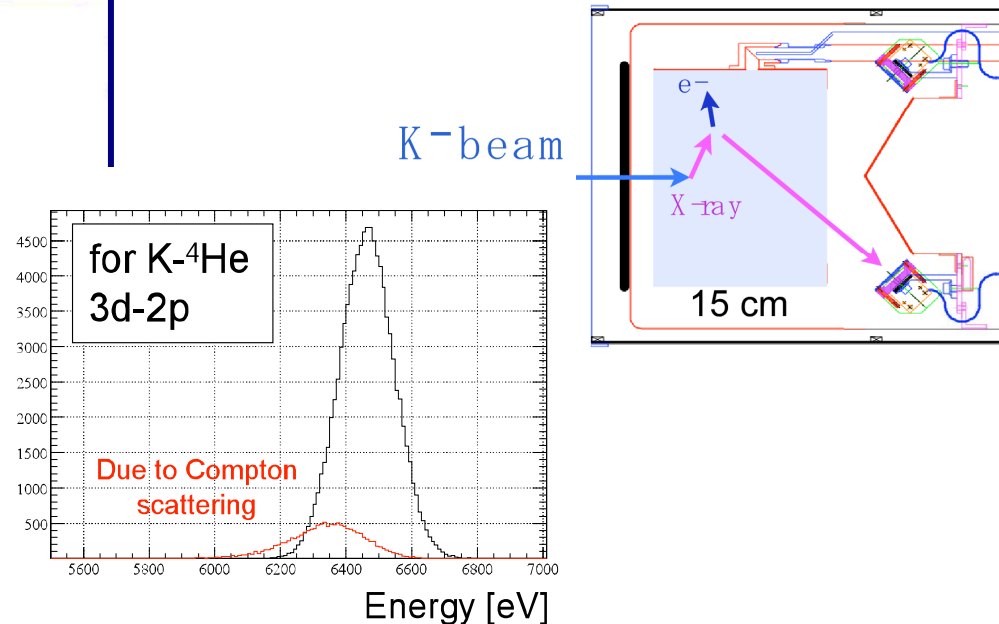 K⁻beam
e-
X-ray
15 cm
for K-⁴He
3d-2p
Due to Compton
scattering
4500
4000
3500
3000
2500
2000
1500
1000
500
5600 5800 6000 6200 6400 6600 6800 7000
Energy [eV]